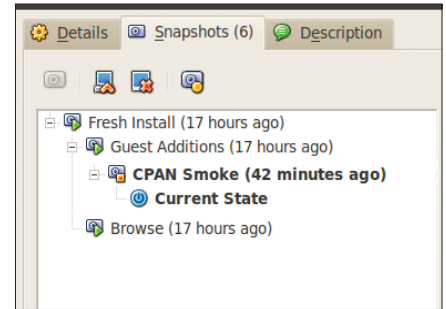 Details Snapshots (6) Description
Fresh Install (17 hours ago)
Guest Additions (17 hours ago)
CPAN Smoke (42 minutes ago)
Current State
Browse (17 hours ago)